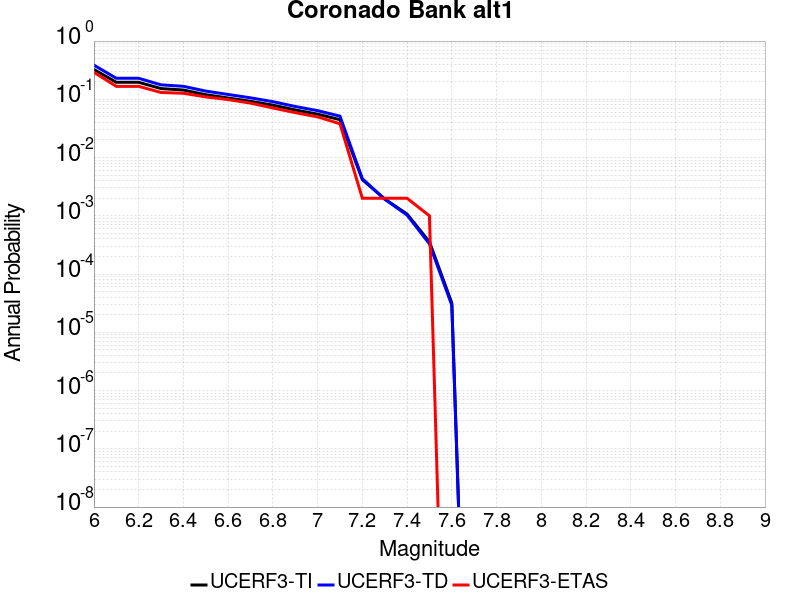 Coronado Bank alt1
10^0
10^-1
10^-2
10^-3
10^-4
10^-5
10^-6
10^-7
10^-8
Annual Probability
6 6.2 6.4 6.6 6.8 7 7.2 7.4 7.6 7.8 8 8.2 8.4 8.6 8.8 9
Magnitude
UCERF3-TI UCERF3-TD UCERF3-ETAS